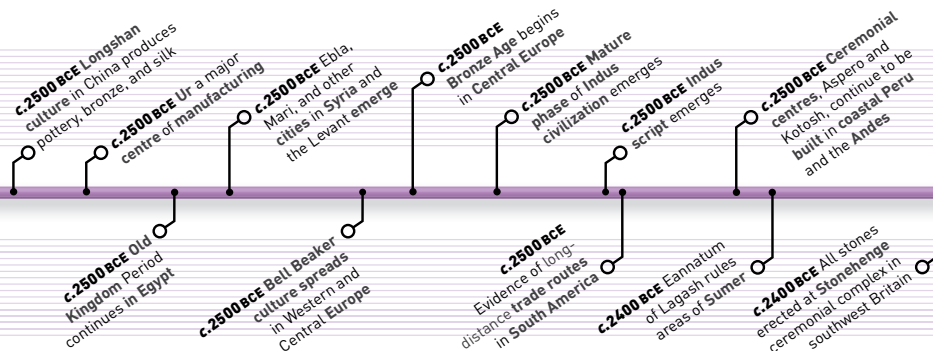 c.2500 BCE Longshan
culture in China produces
pottery, bronze, and silk
c.2500 BCE Ur a major
centre of manufacturing
c.2500 BCE Ebla,
Mari, and other
cities in Syria and
the Levant emerge
c.2500 BCE
Bronze Age begins
in Central Europe
c.2500 BCE Mature
phase of Indus
civilization emerges
c.2500 BCE Indus
script emerges
c.2500 BCE Ceremonial
centres, Aspero and
Kotosh, continue to be
built in coastal Peru
and the Andes
c.2500 BCE Old
Kingdom Period
continues in Egypt
c.2500 BCE Bell Beaker
culture spreads
in Western and
Central Europe
c.2500 BCE
Evidence of long-
distance trade routes
in South America
c.2400 BCE Eannatum
of Lagash rules
areas of Sumer
c.2400 BCE All stones
erected at Stonehenge
ceremonial complex in
southwest Britain